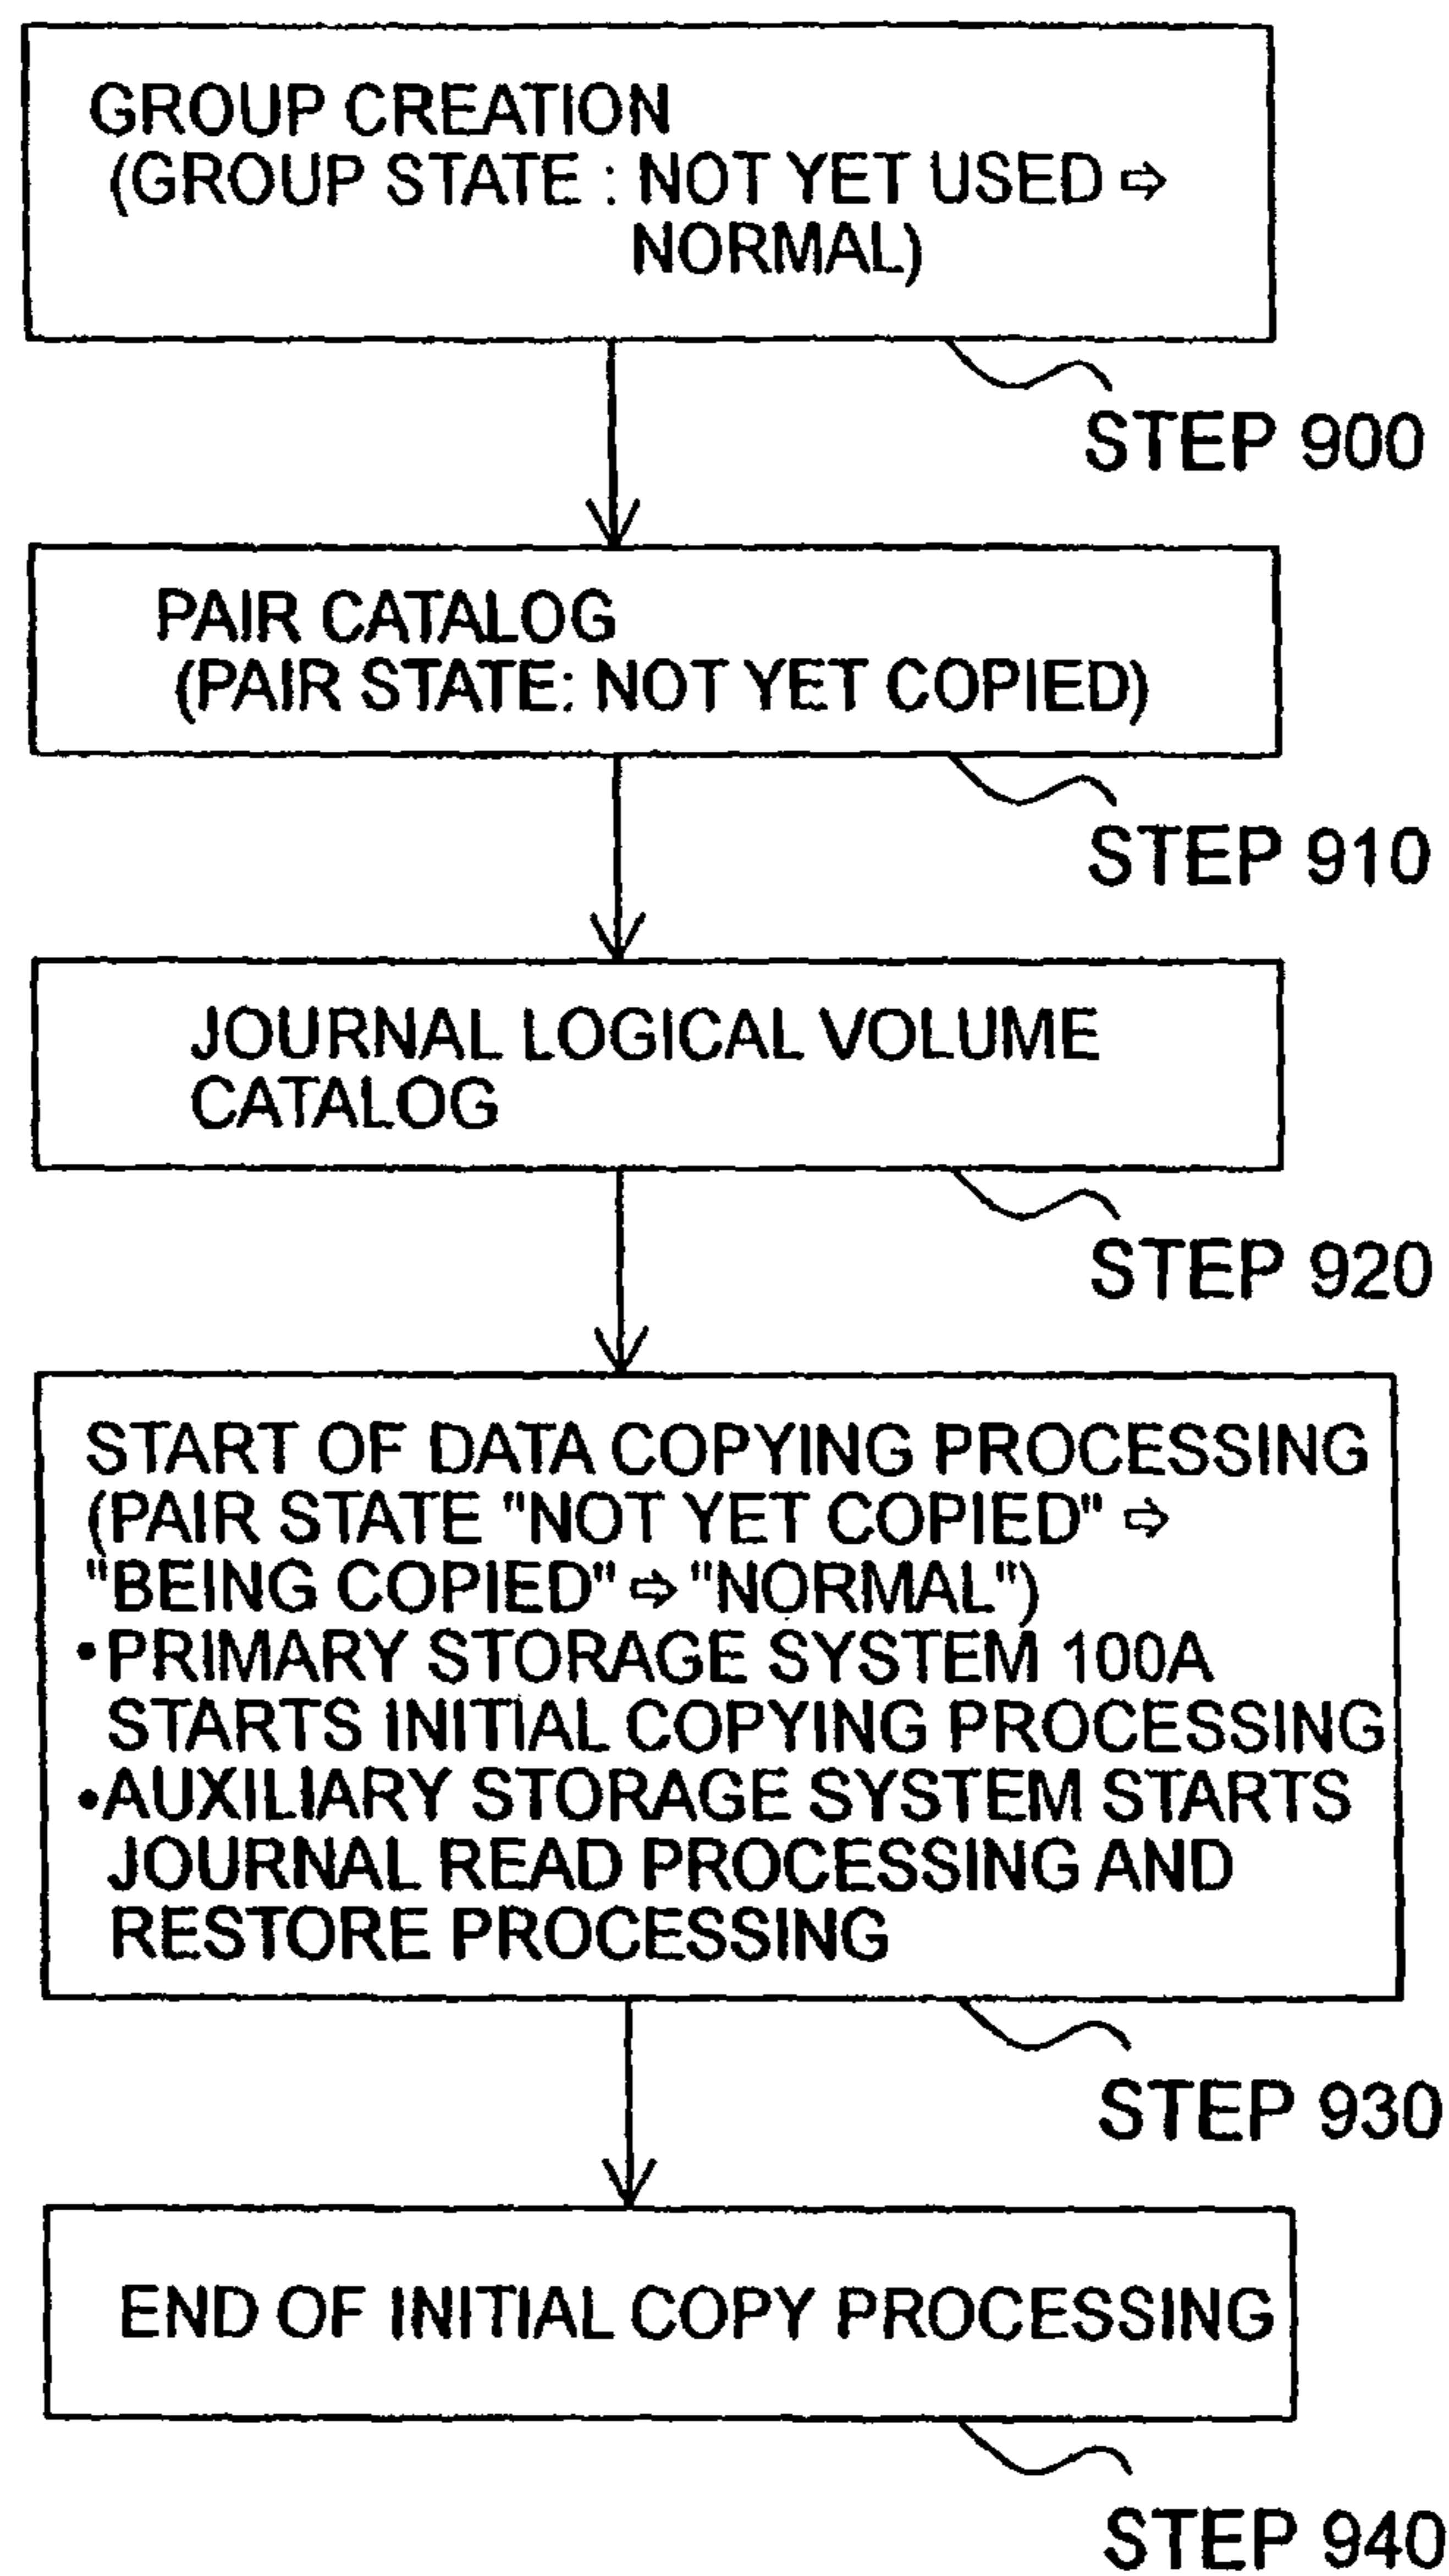 GROUP CREATION
(GROUP STATE : NOT YET USED ⇨
NORMAL)
STEP 900
PAIR CATALOG
(PAIR STATE: NOT YET COPIED)
STEP 910
JOURNAL LOGICAL VOLUME
CATALOG
STEP 920
START OF DATA COPYING PROCESSING
(PAIR STATE "NOT YET COPIED" ⇨
"BEING COPIED" ⇨ "NORMAL")
• PRIMARY STORAGE SYSTEM 100A
STARTS INITIAL COPYING PROCESSING
• AUXILIARY STORAGE SYSTEM STARTS
JOURNAL READ PROCESSING AND
RESTORE PROCESSING
STEP 930
END OF INITIAL COPY PROCESSING
STEP 940